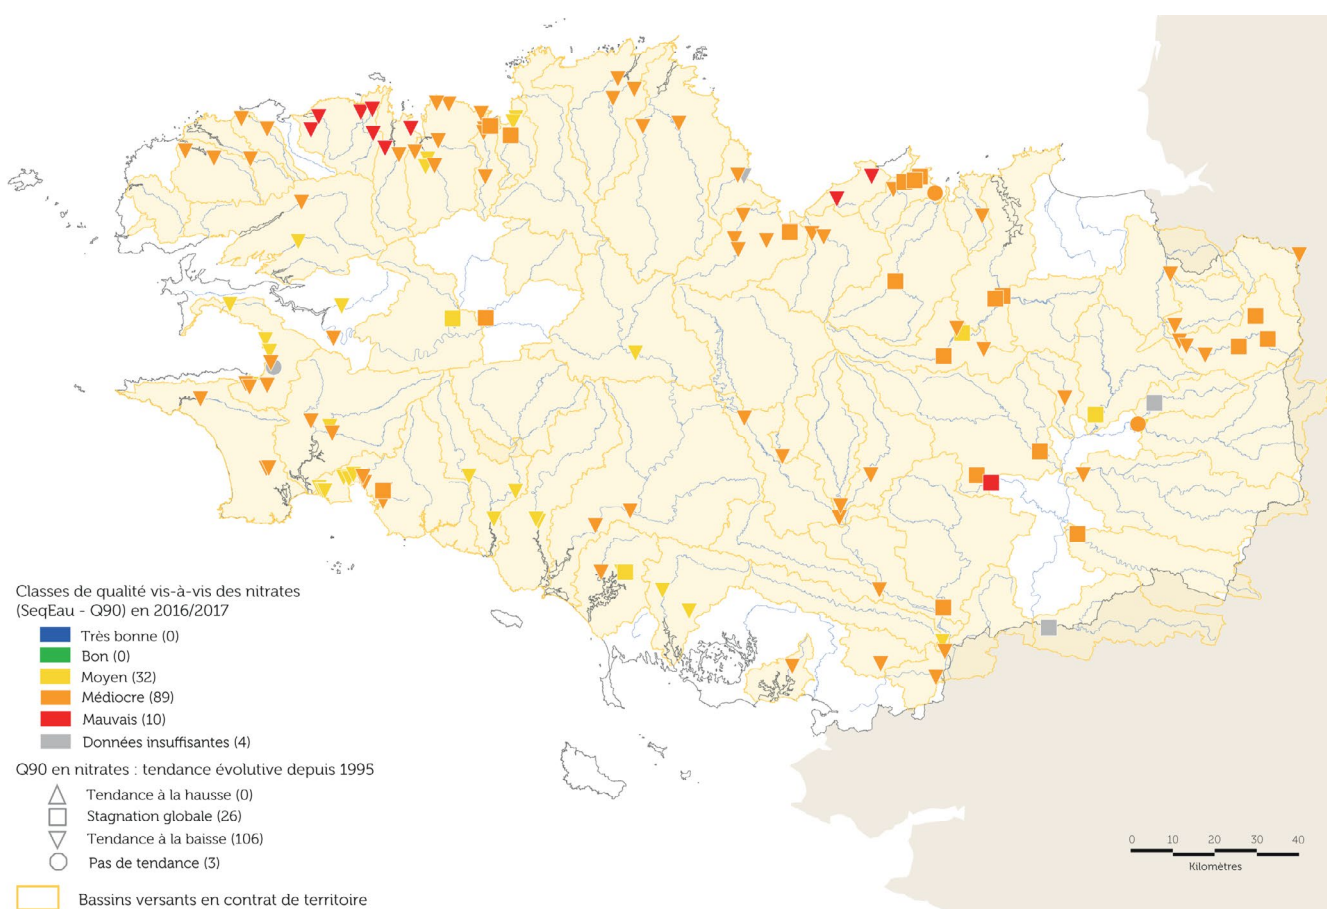 Classes de qualité vis-à-vis des nitrates
(SeqEau - Q90) en 2016/2017
Très bonne (0)
Bon (0)
Moyen (32)
Médiocre (89)
Mauvais (10)
Données insuffisantes (4)
Q90 en nitrates : tendance évolutive depuis 1995
Tendance à la hausse (0)
Stagnation globale (26)
Tendance à la baisse (106)
Pas de tendance (3)
Bassins versants en contrat de territoire
0 10 20 30 40
Kilomètres